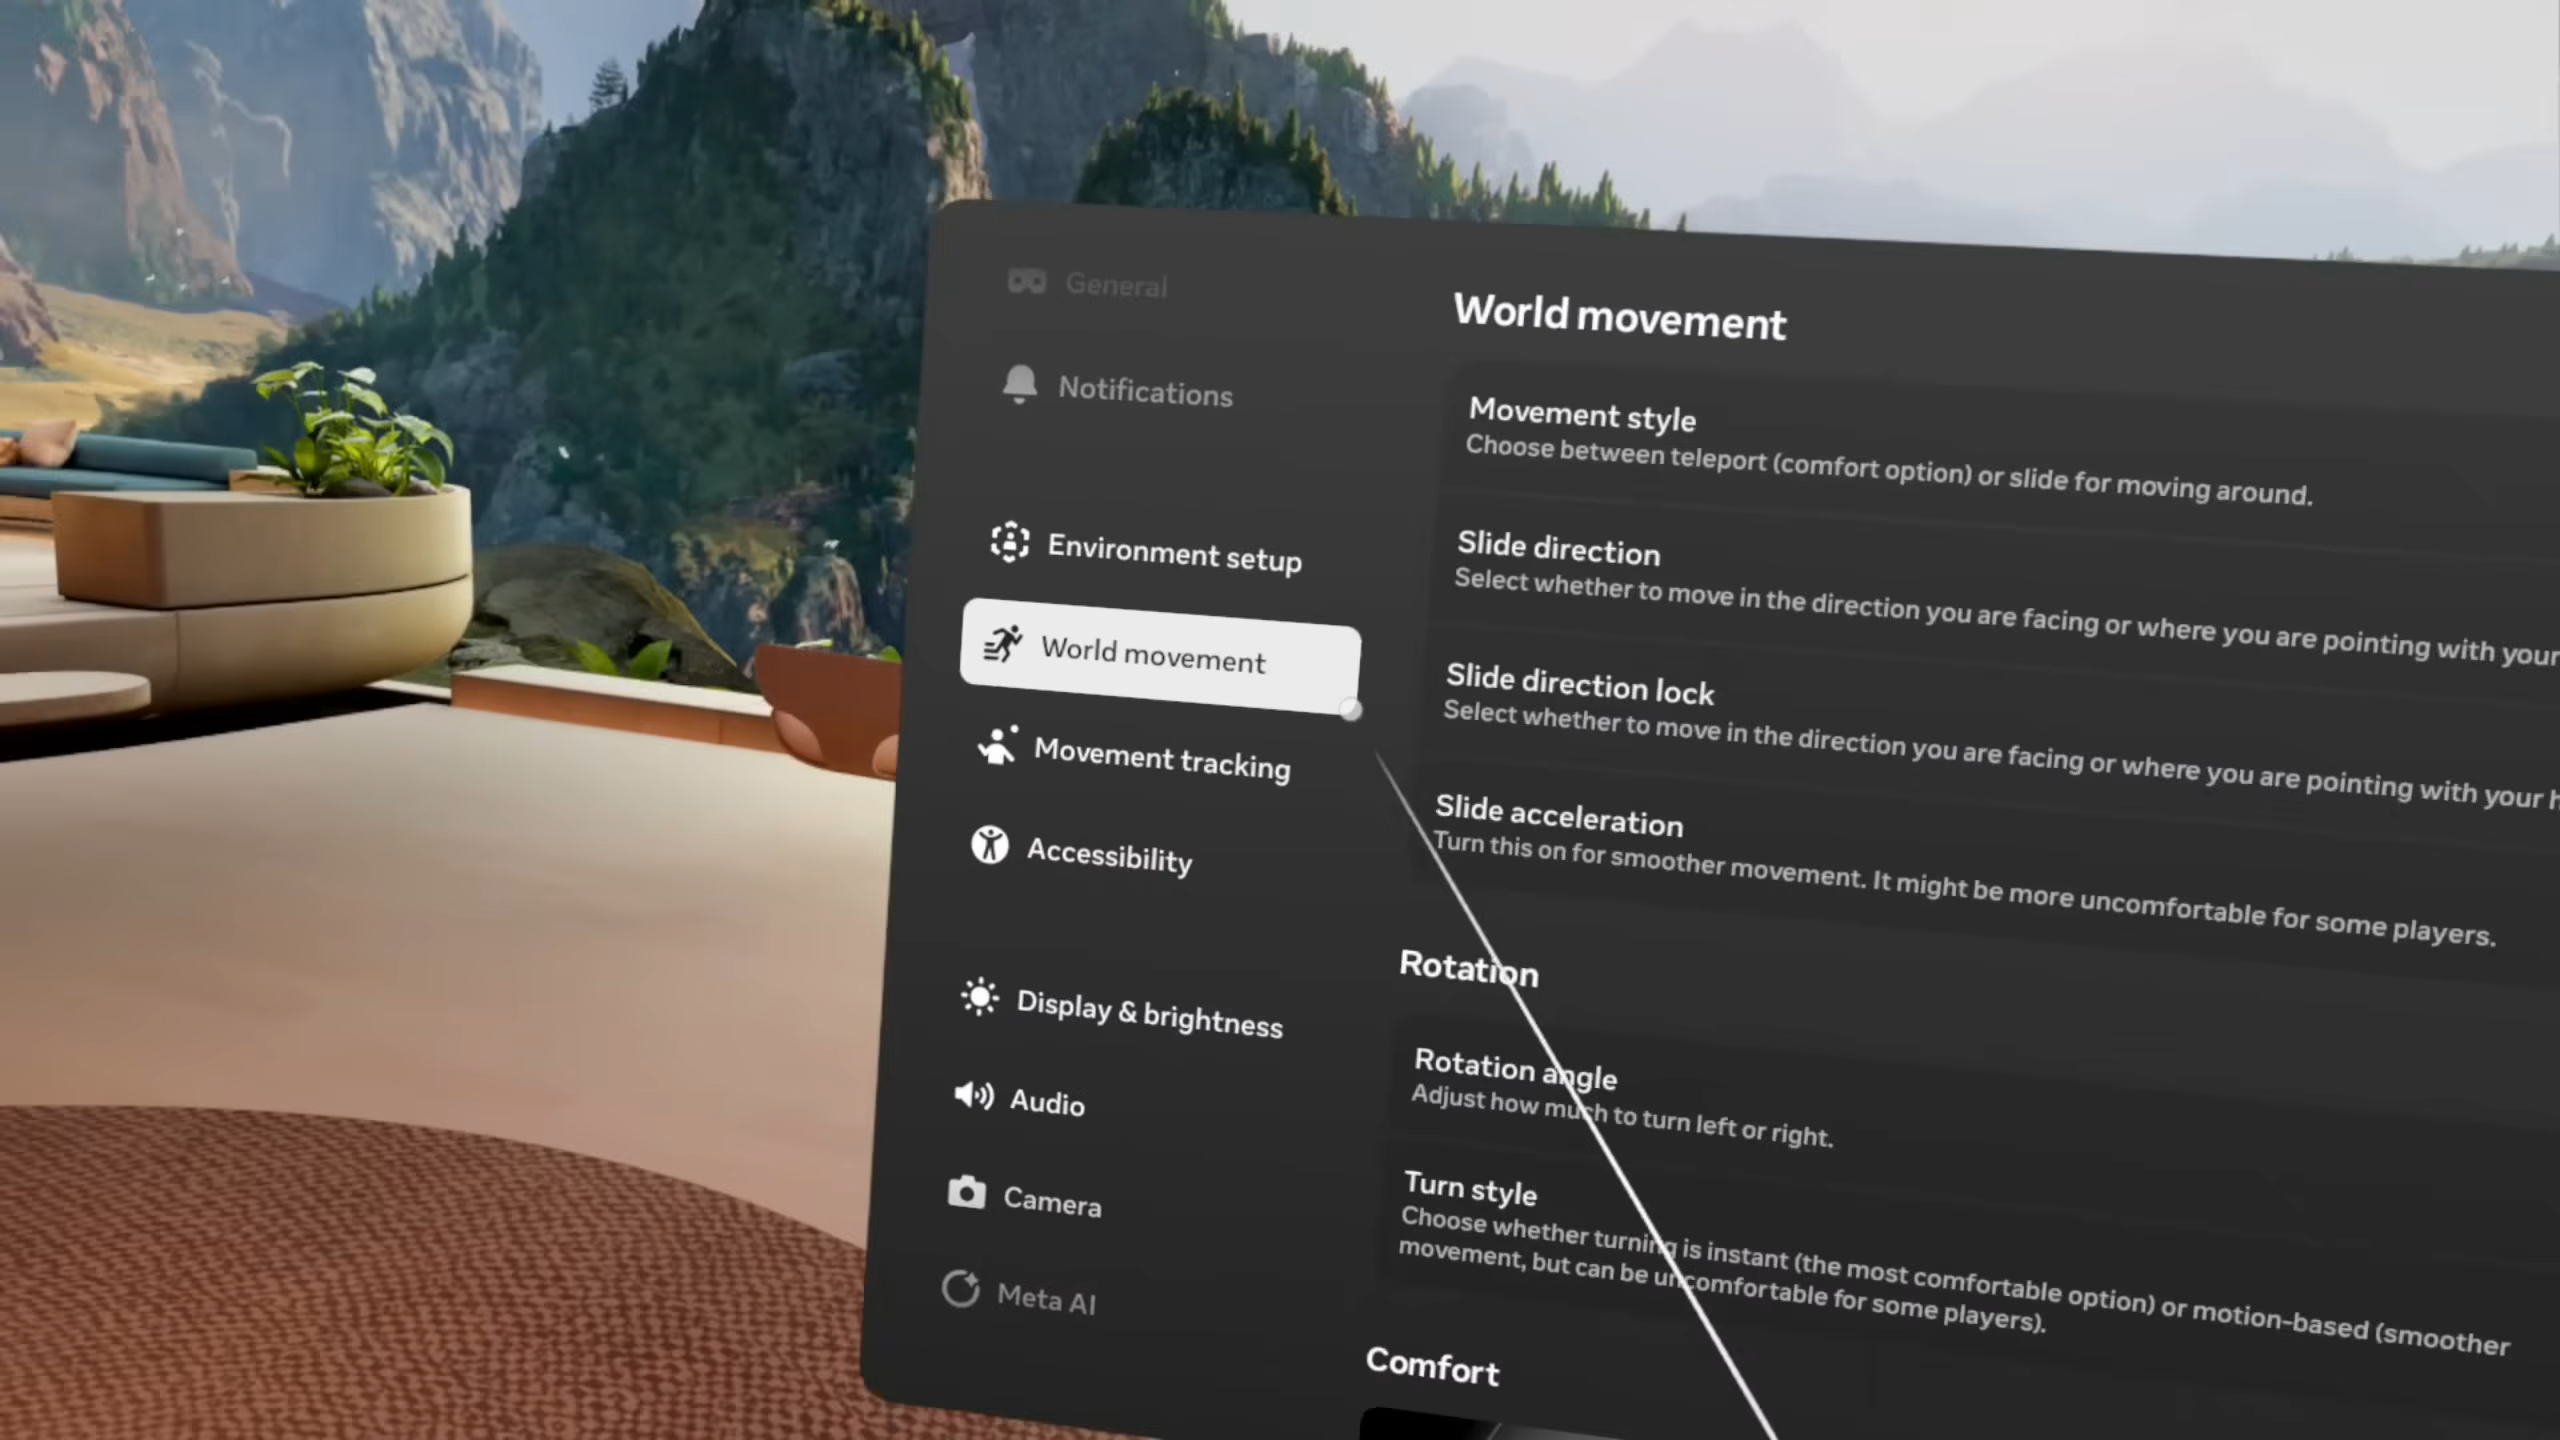 General
Notifications
Environment setup
World movement
Movement tracking
Accessibility
Display & brightness
Audio
Camera
Meta AI
World movement
Movement style
Choose between teleport (comfort option) or slide for moving around.
Slide direction
Select whether to move in the direction you are facing or where you are pointing with your
Slide direction lock
Select whether to move in the direction you are facing or where you are pointing with your h
Slide acceleration
Turn this on for smoother movement. It might be more uncomfortable for some players.
Rotation
Rotation angle
Adjust how much to turn left or right.
Turn style
Choose whether turning is instant (the most comfortable option) or motion-based (smoother
movement, but can be uncomfortable for some players).
Comfort